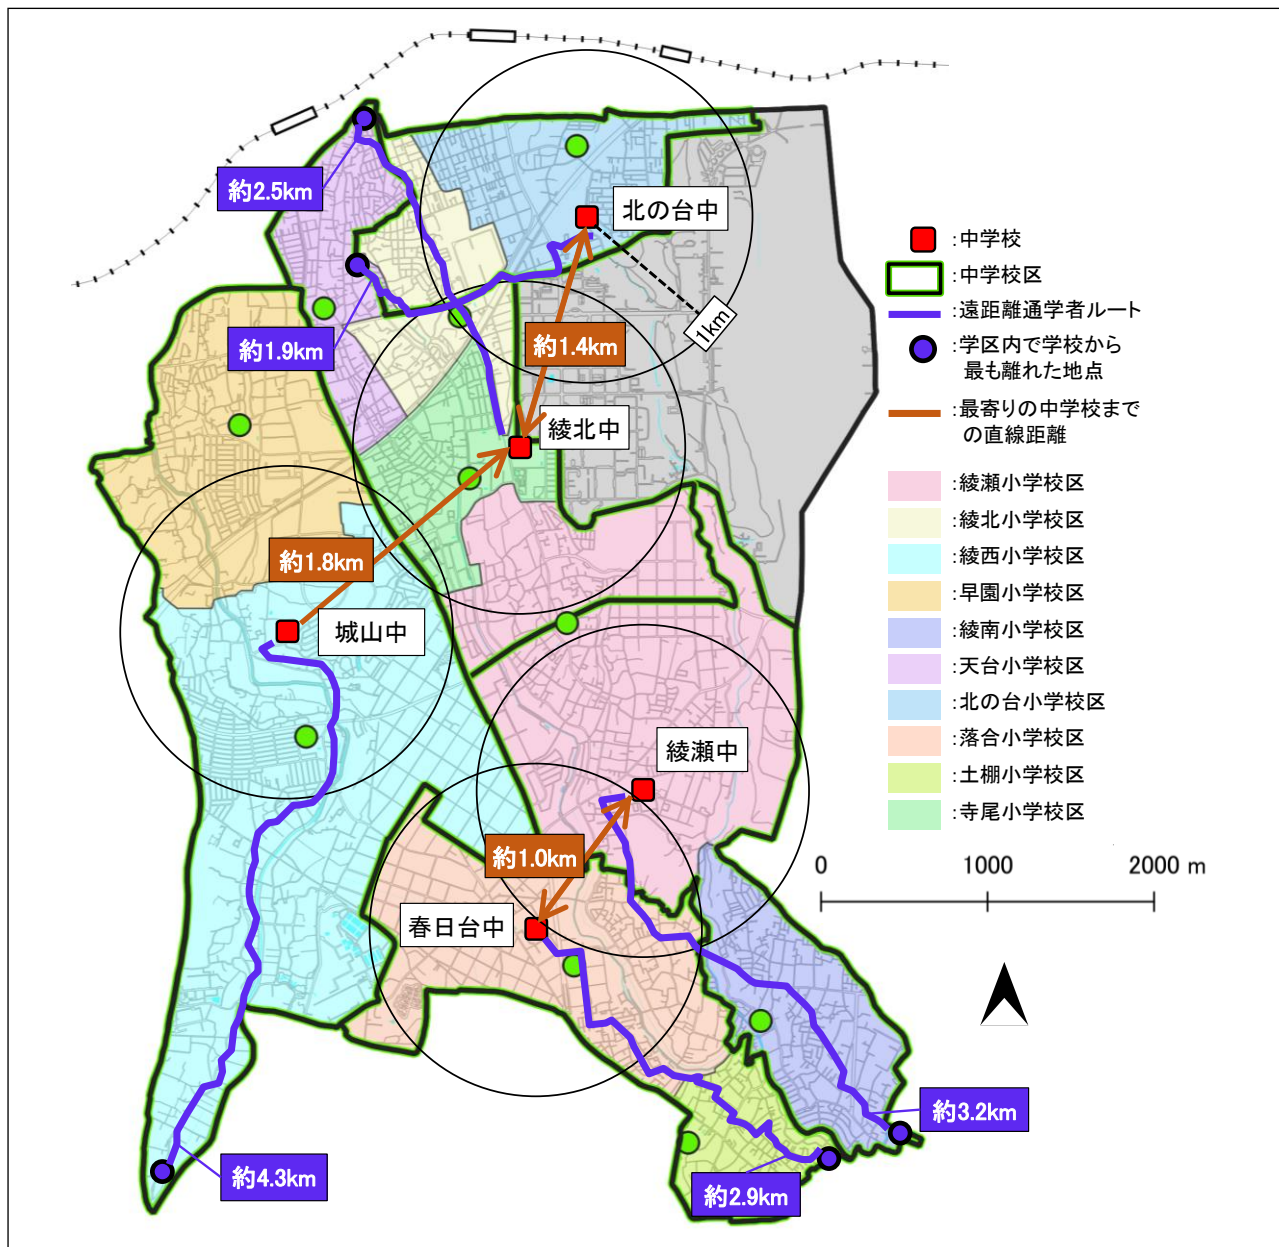 約2.5km
北の台中
1km
約1.9km
約1.4km
綾北中
約1.8km
城山中
綾瀬中
約1.0km
春日台中
約3.2km
約4.3km
約2.9km
:中学校
:中学校区
:遠距離通学者ルート
:学区内で学校から
最も離れた地点
:最寄りの中学校まで
の直線距離
:綾瀬小学校区
:綾北小学校区
:綾西小学校区
:早園小学校区
:綾南小学校区
:天台小学校区
:北の台小学校区
:落合小学校区
:土棚小学校区
:寺尾小学校区
0 1000 2000 m